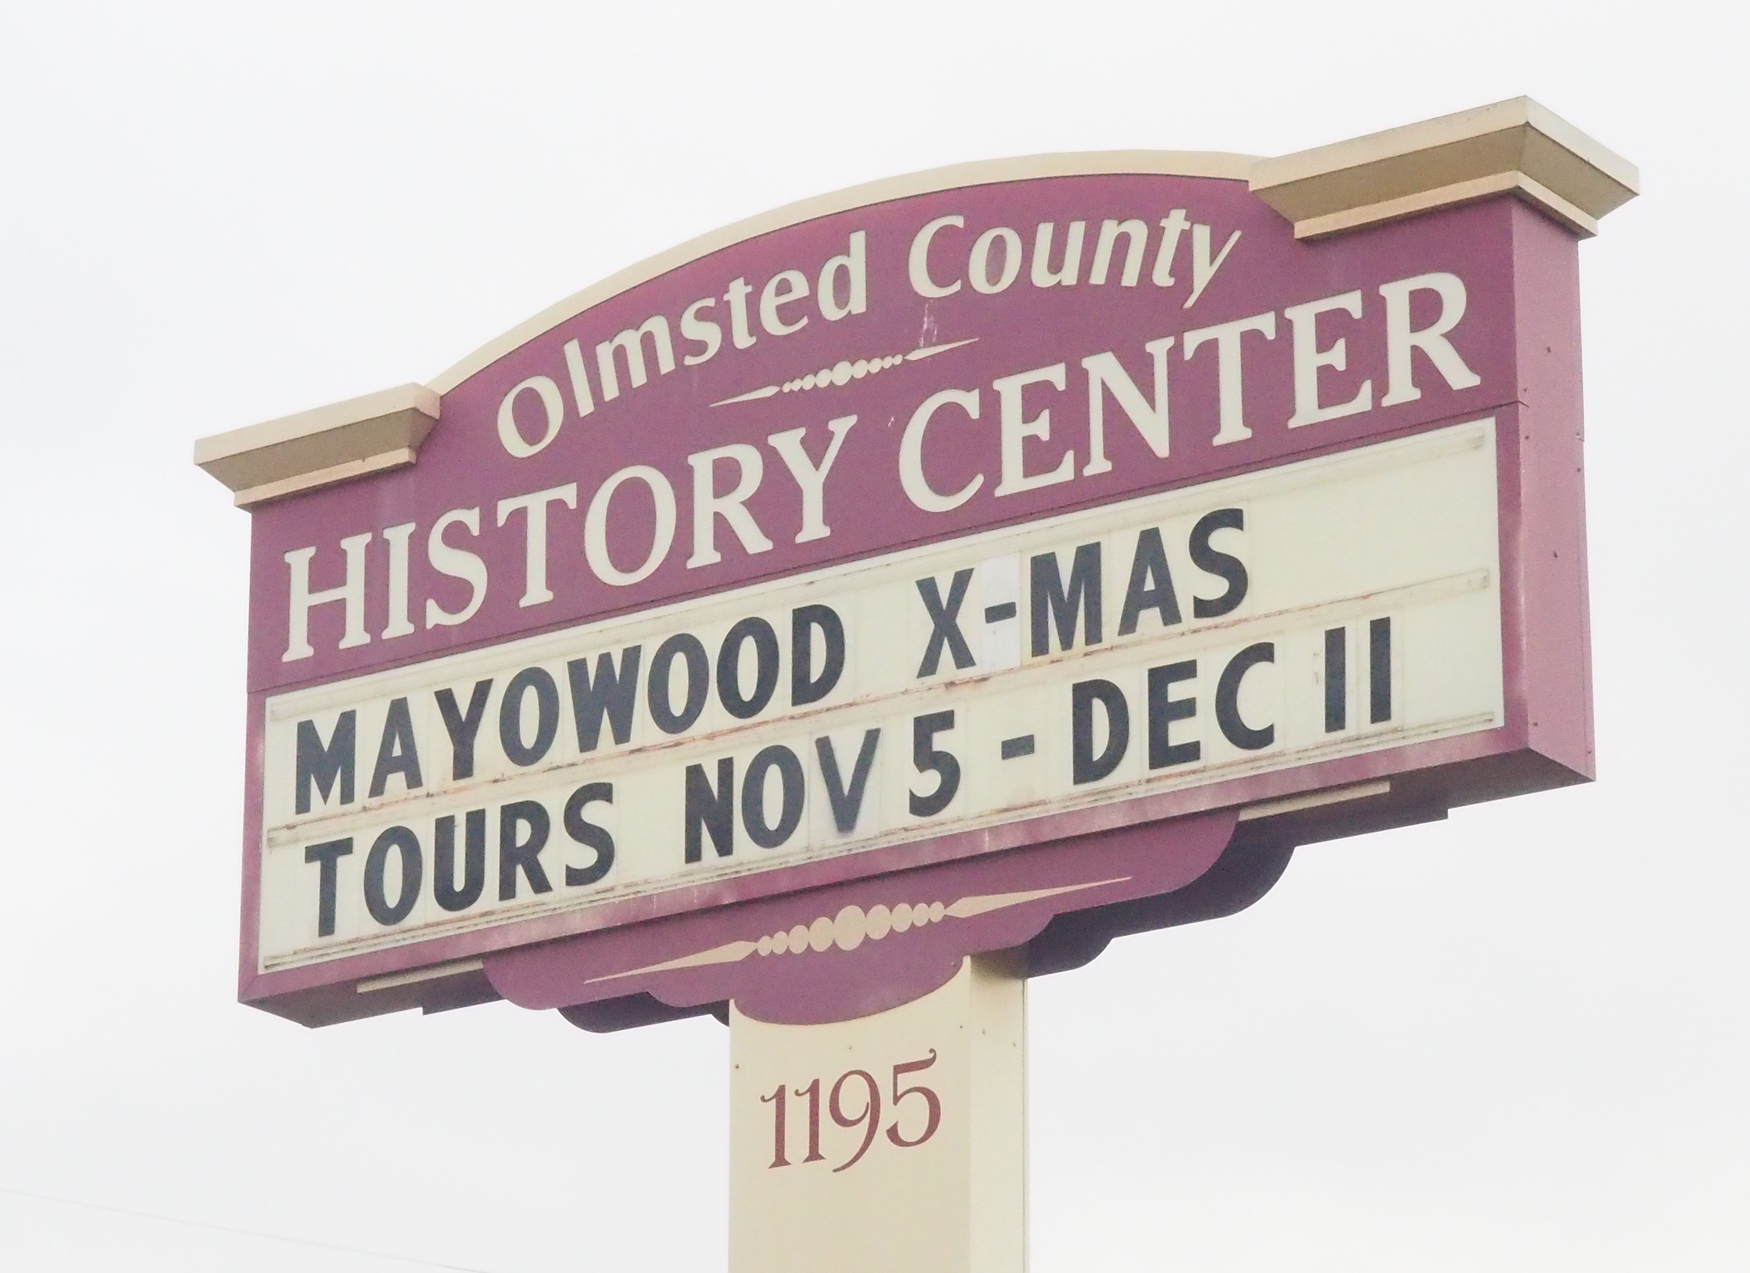 Olmsted County
HISTORY CENTER
MAYOWOOD X-MAS
TOURS NOV 5 - DEC 11
1195